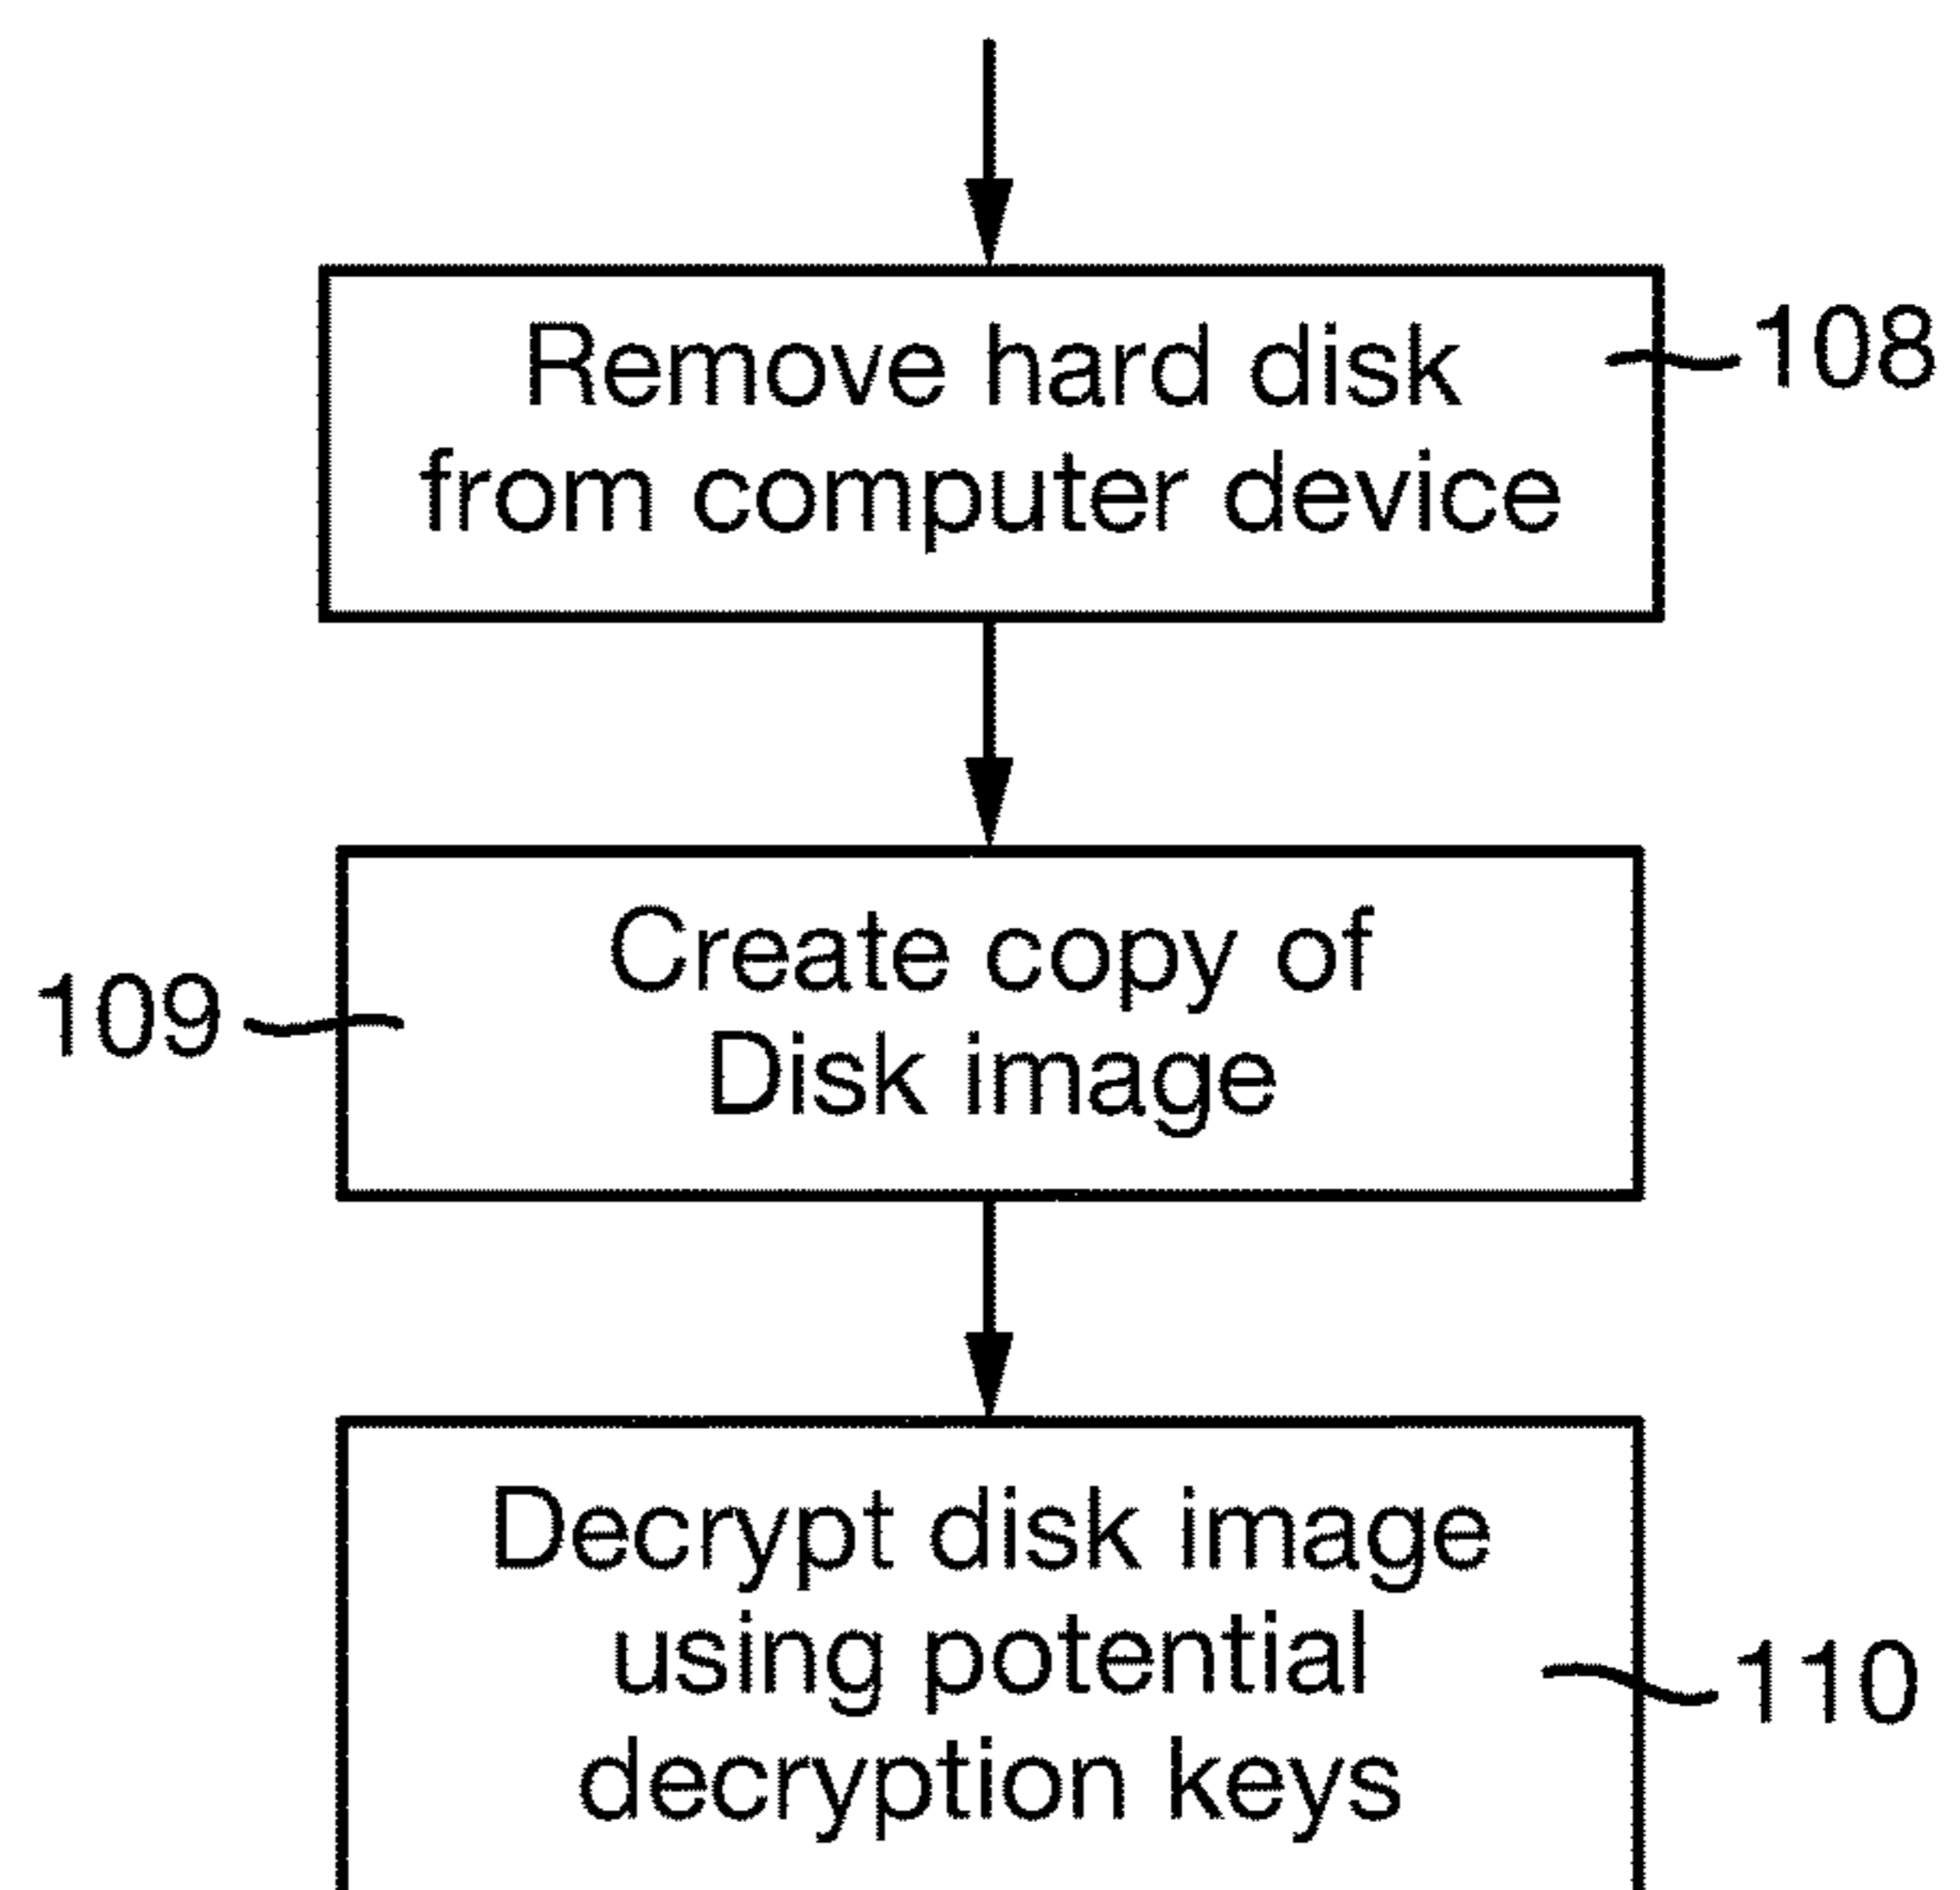 Remove hard disk
from computer device
108
Create copy of
Disk image
109
Decrypt disk image
using potential
decryption keys
110